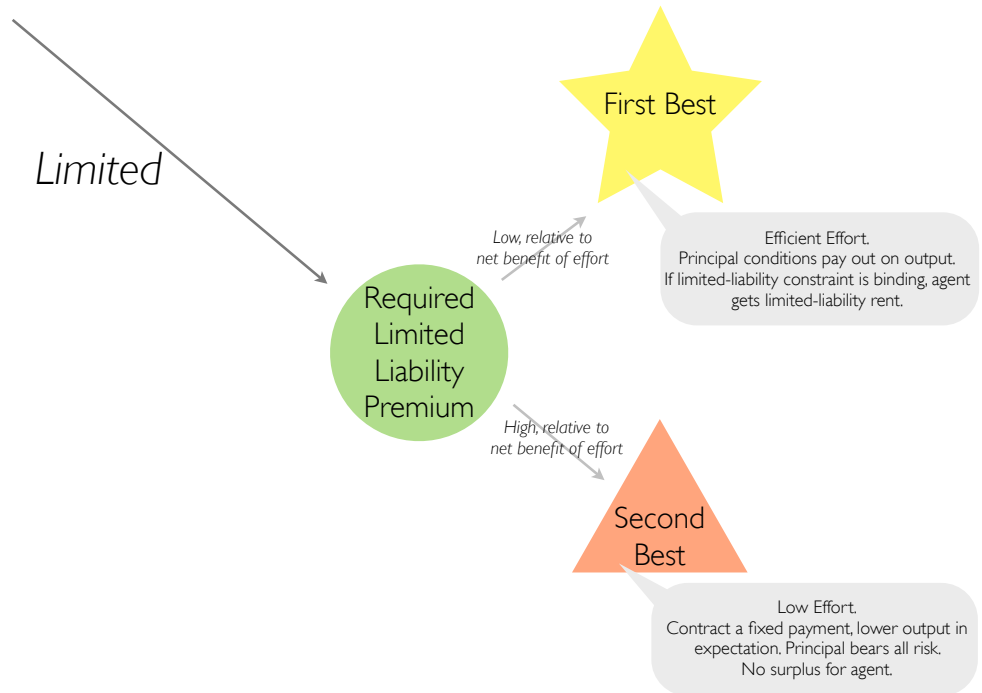 First Best
Limited
Low, relative to
net benefit of effort
Efficient Effort.
Principal conditions pay out on output.
If limited-liability constraint is binding, agent
gets limited-liability rent.
Required
Limited
Liability
Premium
High, relative to
net benefit of effort
Second
Best
Low Effort.
Contract a fixed payment, lower output in
expectation. Principal bears all risk.
No surplus for agent.